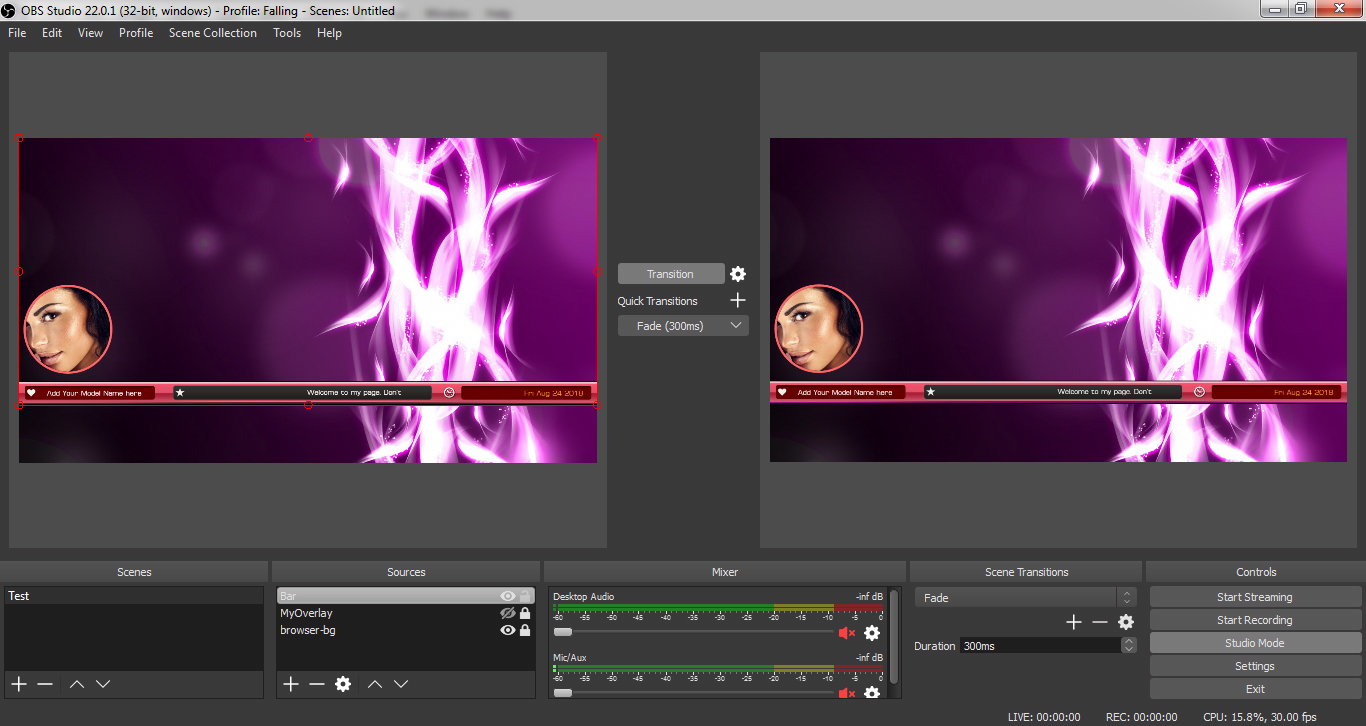 OBS Studio 22.0.1 (32-bit, windows) - Profile: Falling - Scenes: Untitled
File Edit View Profile Scene Collection Tools Help
Transition
Quick Transitions
Fade (300ms)
Add Your Model Name here Welcome to my page. Don't Fri Aug 24 2018
Add Your Model Name here Welcome to my page. Don't Fri Aug 24 2018
Scenes Sources Mixer Scene Transitions Controls
Test
Bar
MyOverlay
browser-bg
Desktop Audio -inf dB
-60 -55 -50 -45 -40 -35 -30 -25 -20 -15 -10 -5 0
Mic/Aux -inf dB
-60 -55 -50 -45 -40 -35 -30 -25 -20 -15 -10 -5 0
Fade
Duration 300ms
Start Streaming
Start Recording
Studio Mode
Settings
Exit
LIVE: 00:00:00 REC: 00:00:00 CPU: 15.8%, 30.00 fps